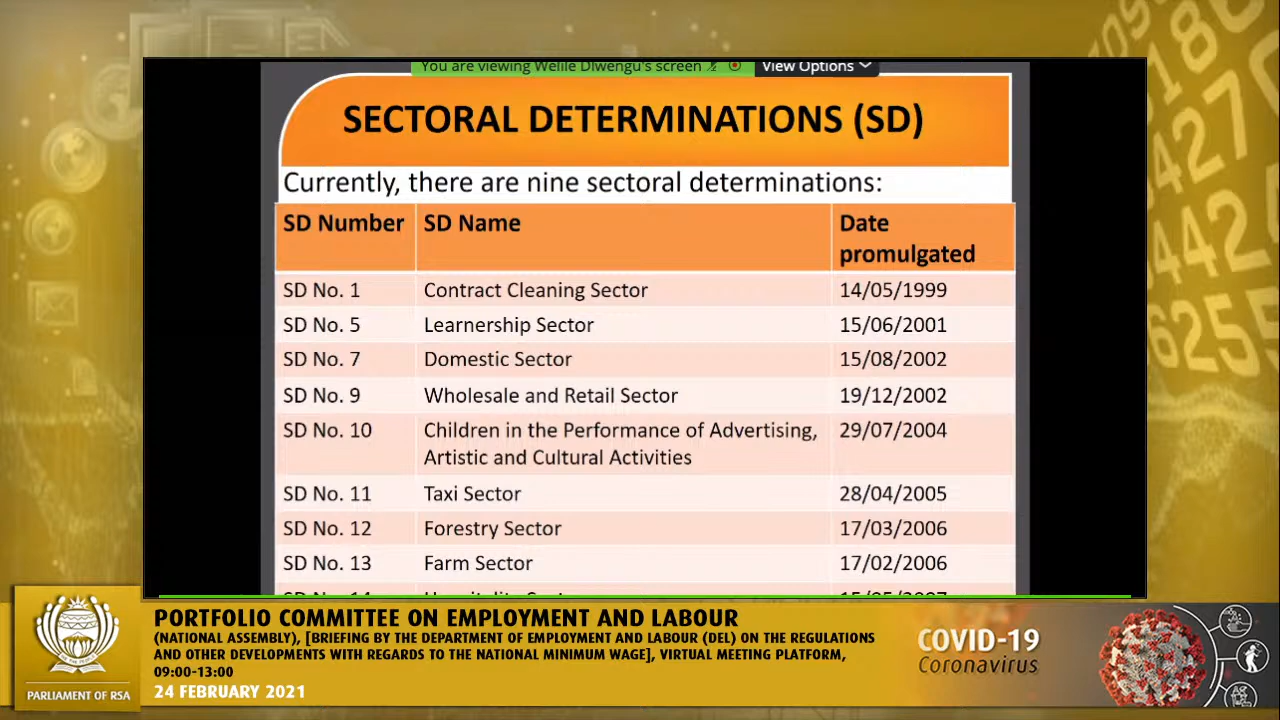 You are viewing Welile Dlwengu's screen
View Options
SECTORAL DETERMINATIONS (SD)
Currently, there are nine sectoral determinations:
SD Number SD Name Date promulgated
SD No. 1 Contract Cleaning Sector 14/05/1999
SD No. 5 Learnership Sector 15/06/2001
SD No. 7 Domestic Sector 15/08/2002
SD No. 9 Wholesale and Retail Sector 19/12/2002
SD No. 10 Children in the Performance of Advertising, 29/07/2004
Artistic and Cultural Activities
SD No. 11 Taxi Sector 28/04/2005
SD No. 12 Forestry Sector 17/03/2006
SD No. 13 Farm Sector 17/02/2006
PORTFOLIO COMMITTEE ON EMPLOYMENT AND LABOUR
(NATIONAL ASSEMBLY), [BRIEFING BY THE DEPARTMENT OF EMPLOYMENT AND LABOUR (DEL) ON THE REGULATIONS
AND OTHER DEVELOPMENTS WITH REGARDS TO THE NATIONAL MINIMUM WAGE], VIRTUAL MEETING PLATFORM,
09:00-13:00
24 FEBRUARY 2021
PARLIAMENT OF RSA
COVID-19
Coronavirus